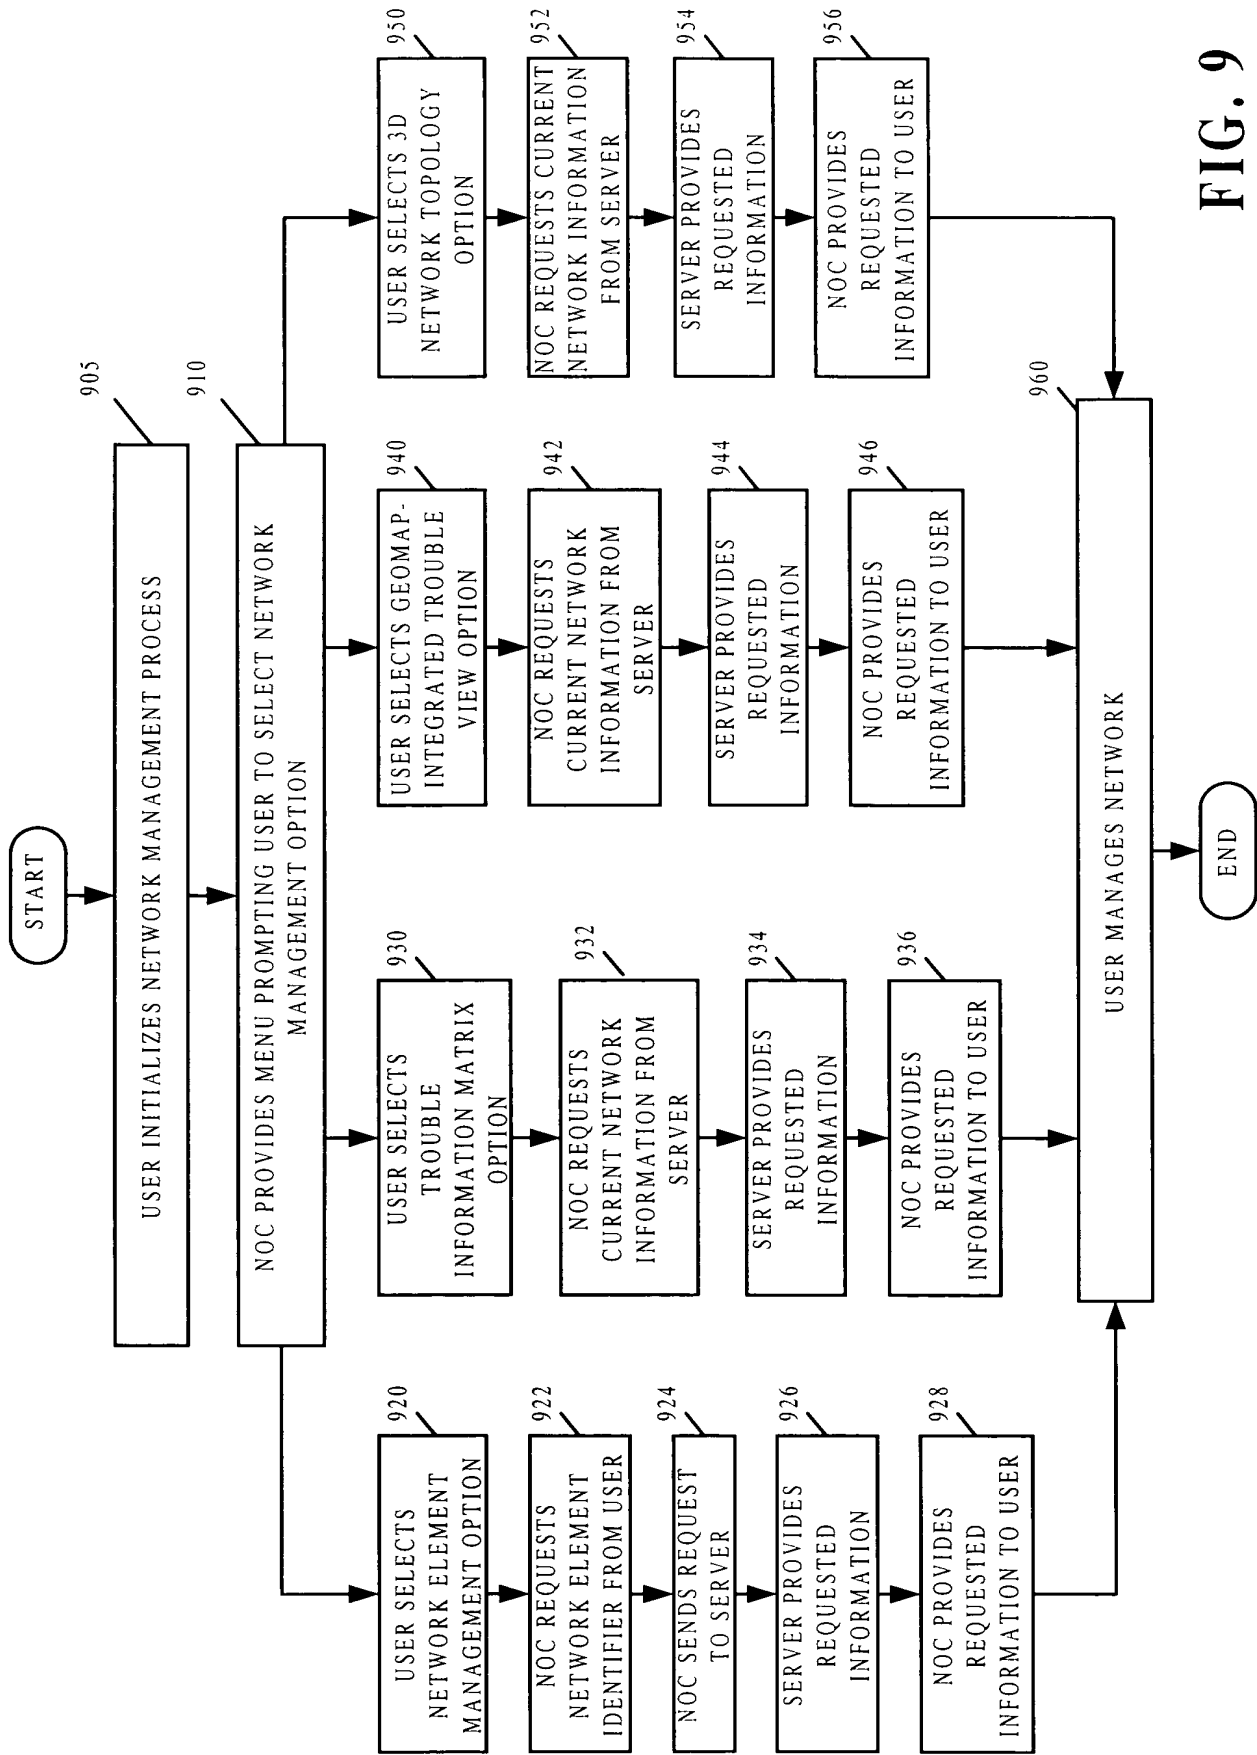 START
USER INITIALIZES NETWORK MANAGEMENT PROCESS
905
NOC PROVIDES MENU PROMPTING USER TO SELECT NETWORK
MANAGEMENT OPTION
910
USER SELECTS
NETWORK ELEMENT
MANAGEMENT OPTION
920
NOC REQUESTS
NETWORK ELEMENT
IDENTIFIER FROM USER
922
NOC SENDS REQUEST
TO SERVER
924
SERVER PROVIDES
REQUESTED
INFORMATION
926
NOC PROVIDES
REQUESTED
INFORMATION TO USER
928
USER SELECTS
TROUBLE
INFORMATION MATRIX
OPTION
930
NOC REQUESTS
CURRENT NETWORK
INFORMATION FROM
SERVER
932
SERVER PROVIDES
REQUESTED
INFORMATION
934
NOC PROVIDES
REQUESTED
INFORMATION TO USER
936
USER SELECTS GEOMAP-
INTEGRATED TROUBLE
VIEW OPTION
940
NOC REQUESTS
CURRENT NETWORK
INFORMATION FROM
SERVER
942
SERVER PROVIDES
REQUESTED
INFORMATION
944
NOC PROVIDES
REQUESTED
INFORMATION TO USER
946
USER SELECTS 3D
NETWORK TOPOLOGY
OPTION
950
NOC REQUESTS CURRENT
NETWORK INFORMATION
FROM SERVER
952
SERVER PROVIDES
REQUESTED
INFORMATION
954
NOC PROVIDES
REQUESTED
INFORMATION TO USER
956
USER MANAGES NETWORK
960
END
FIG. 9